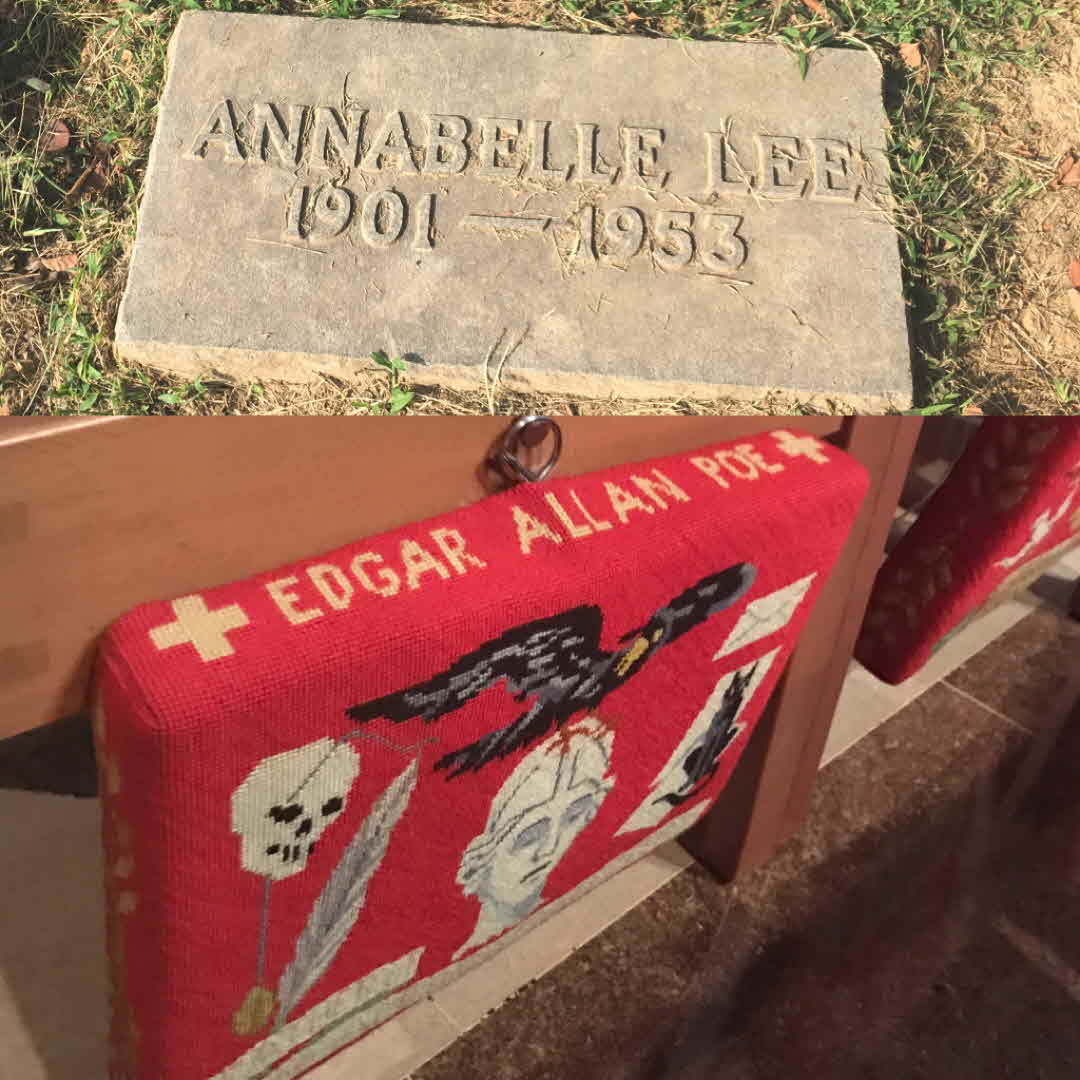 ANNABELLE LEE
1901 — 1953
EDGAR ALLAN POE